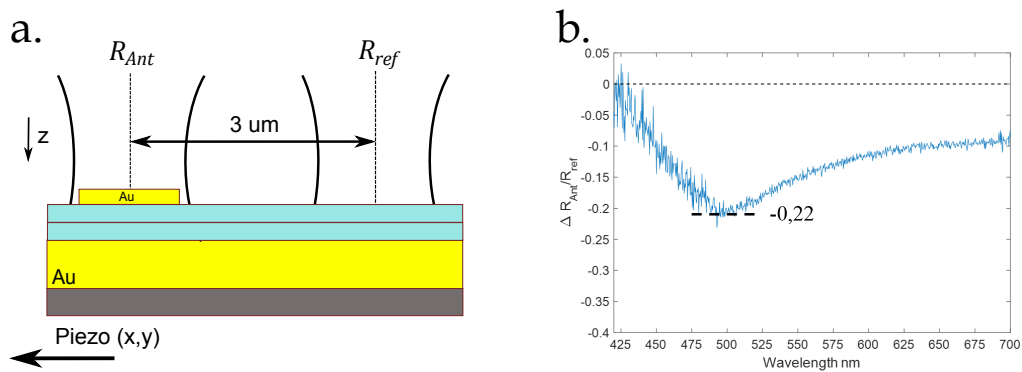 a.
R_Ant
R_ref
z
3 um
Au
Au
Piezo (x,y)
b.
0.05
0
-0.1
-0.15
-0.2
-0.25
-0.3
-0.35
-0.4
Δ R_Ant/R_ref
-0,22
425 450 475 500 525 550 575 600 625 650 675 700
Wavelength nm